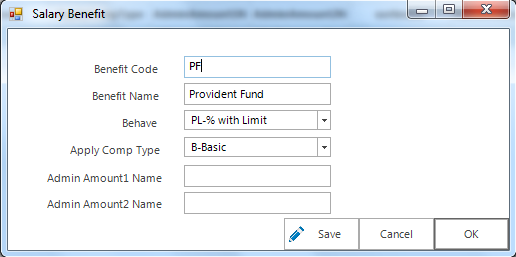 Salary Benefit
Benefit Code PF
Benefit Name Provident Fund
Behave PL-% with Limit
Apply Comp Type B-Basic
Admin Amount1 Name
Admin Amount2 Name
Save Cancel OK